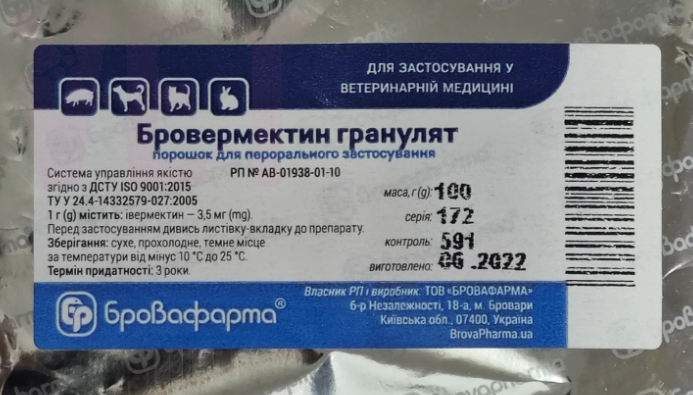 ДЛЯ ЗАСТОСУВАННЯ У
ВЕТЕРИНАРНІЙ МЕДИЦИНІ
Бровермектин гранулят
порошок для перорального застосування
Система управління якістю
згідно з ДСТУ ISO 9001:2015
РП № АВ-01938-01-10
ТУ У 24.4-14332579-027:2005
1 г (g) містить: івермектин – 3,5 мг (mg).
Перед застосуванням дивись листівку-вкладку до препарату.
Зберігання: сухе, прохолодне, темне місце
за температури від мінус 10 °C до 25 °C.
Термін придатності: 3 роки.
маса, г (g): 100
серія: 172
контроль: 591
виготовлено: 06.2022
Бровафарма®
Власник РП і виробник: ТОВ «БРОВАФАРМА»
б-р Незалежності, 18-а, м. Бровари
Київська обл., 07400, Україна
BrovaPharma.ua